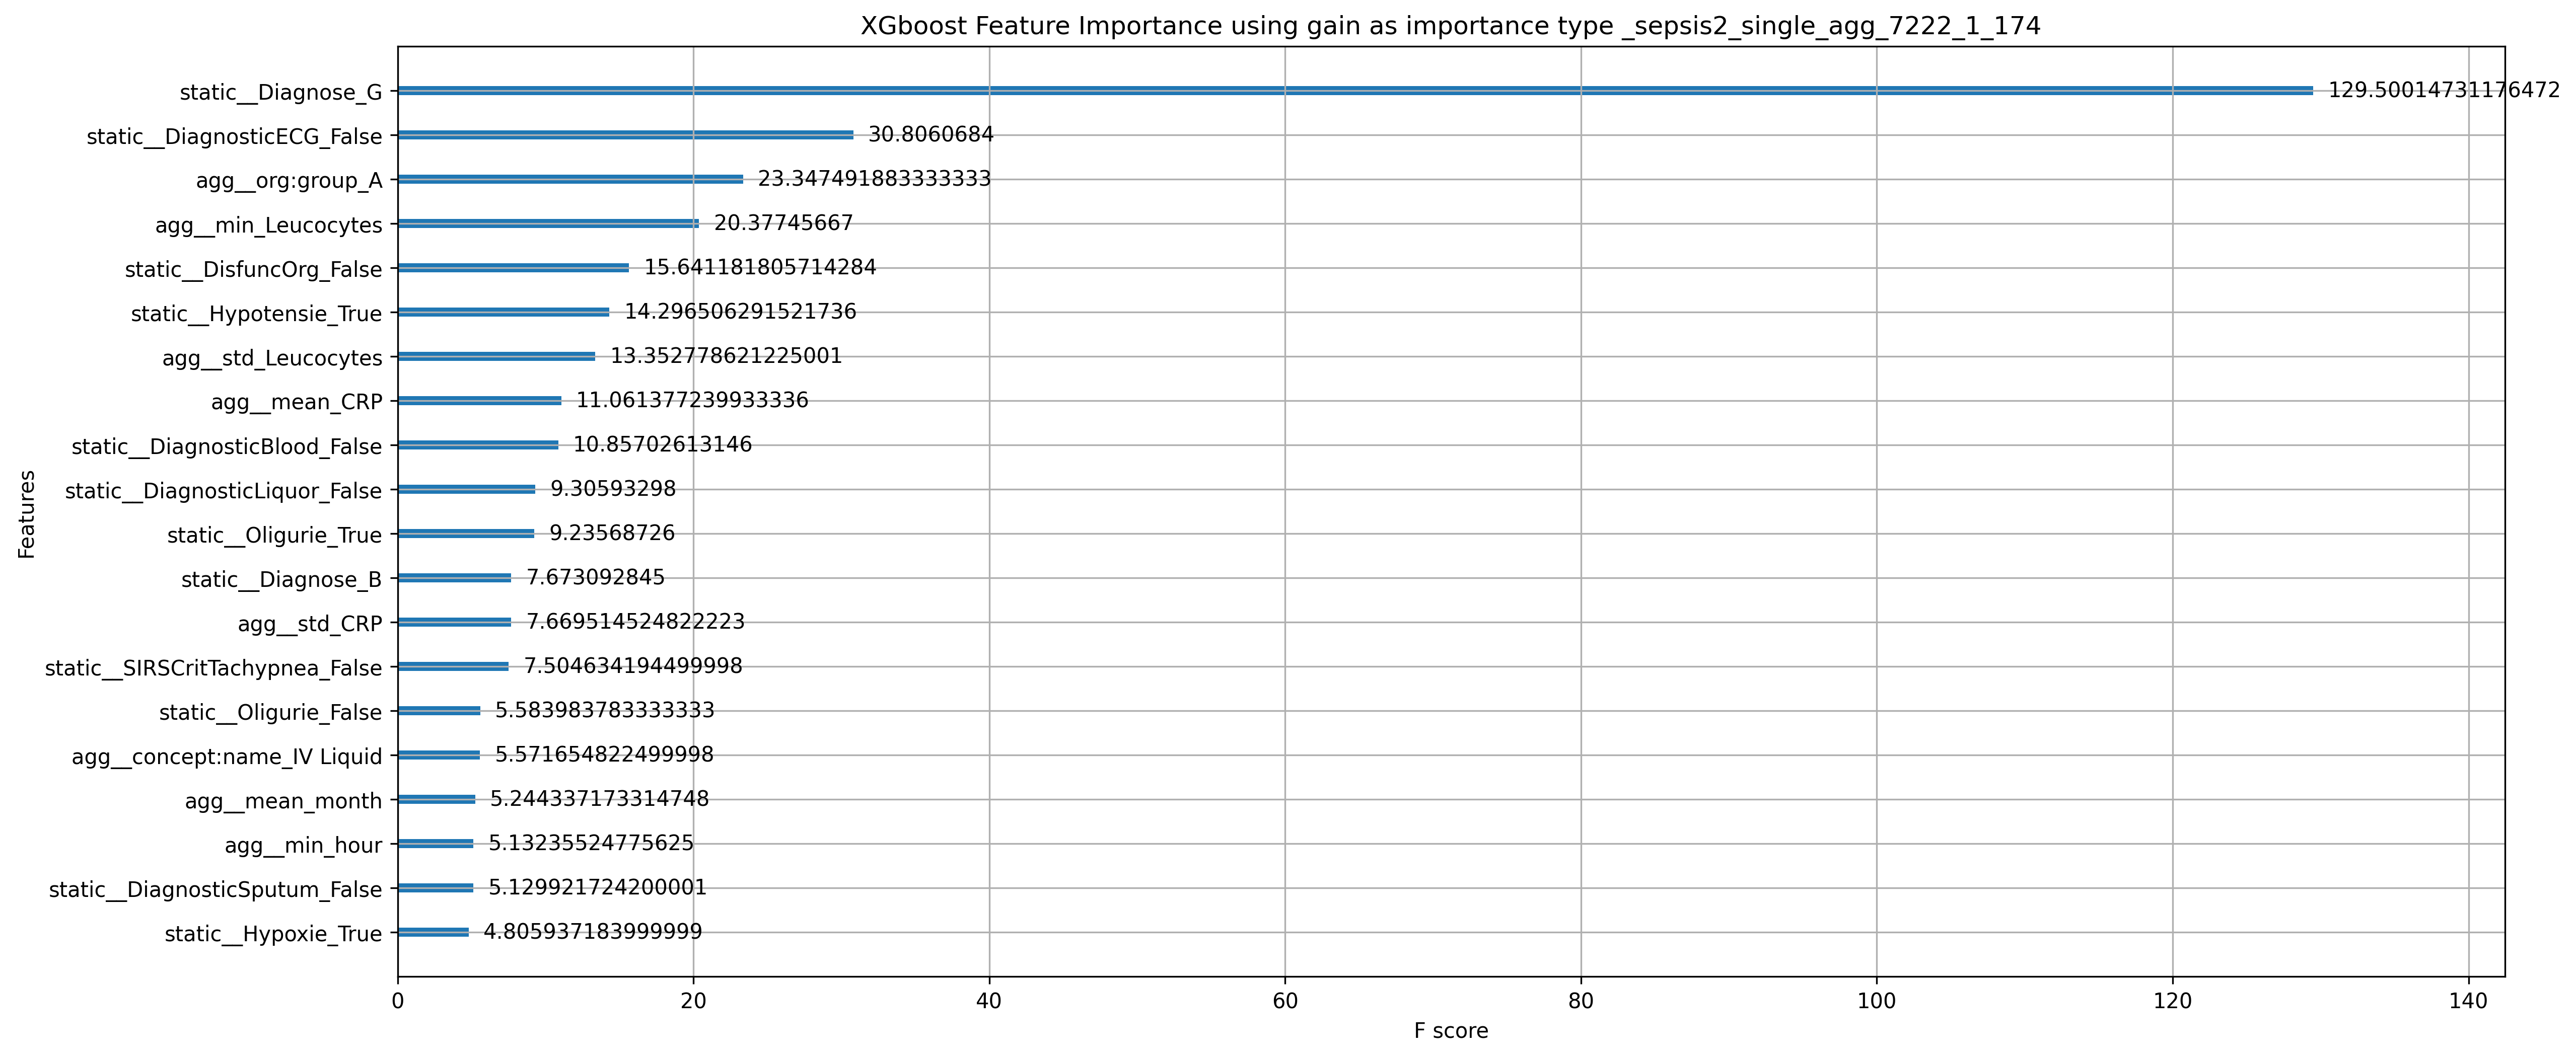 XGboost Feature Importance using gain as importance type _sepsis2_single_agg_7222_1_174
static__Diagnose_G 129.50014731176472
static__DiagnosticECG_False 30.8060684
agg__org:group_A 23.347491883333333
agg__min_Leucocytes 20.37745667
static__DisfuncOrg_False 15.641181805714284
static__Hypotensie_True 14.296506291521736
agg__std_Leucocytes 13.352778621225001
agg__mean_CRP 11.061377239933336
static__DiagnosticBlood_False 10.85702613146
static__DiagnosticLiquor_False 9.30593298
static__Oligurie_True 9.23568726
static__Diagnose_B 7.673092845
agg__std_CRP 7.669514524822223
static__SIRSCritTachypnea_False 7.504634194499998
static__Oligurie_False 5.583983783333333
agg__concept:name_IV Liquid 5.571654822499998
agg__mean_month 5.244337173314748
agg__min_hour 5.13235524775625
static__DiagnosticSputum_False 5.129921724200001
static__Hypoxie_True 4.805937183999999
Features
0 20 40 60 80 100 120 140
F score